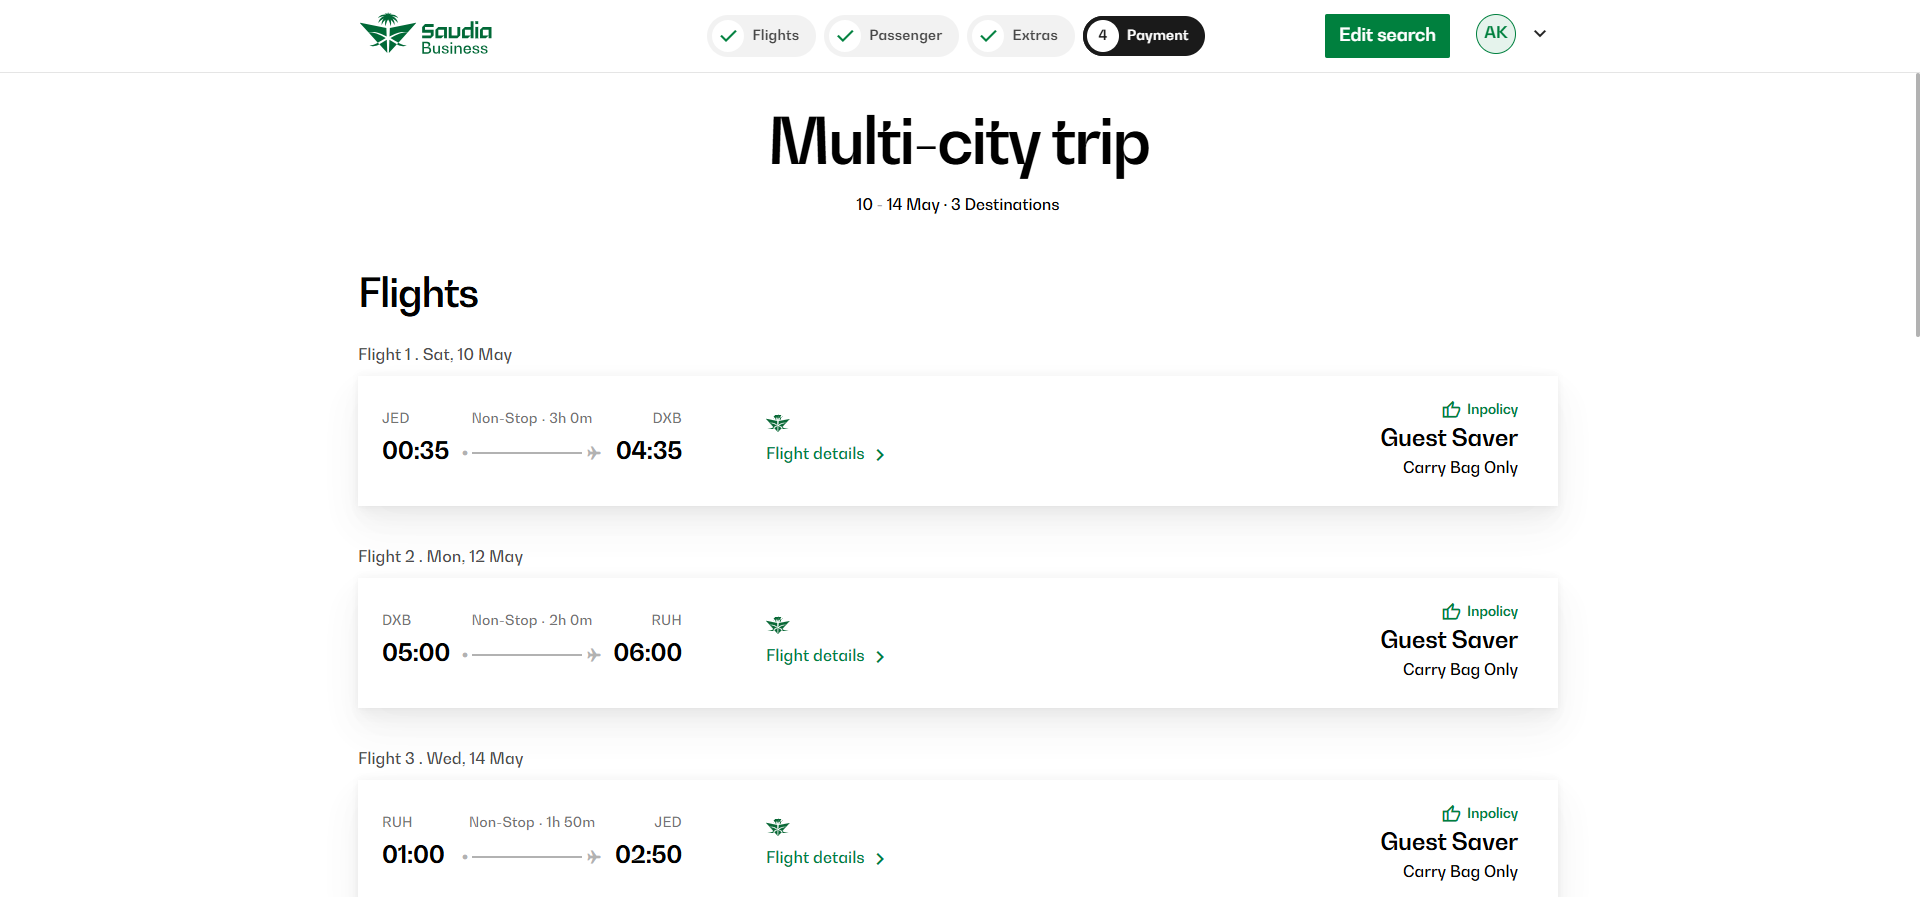 Saudia
Business
Flights
Passenger
Extras
4 Payment
Edit search
AK
Multi-city trip
10 - 14 May · 3 Destinations
Flights
Flight 1 . Sat, 10 May
JED Non-Stop · 3h 0m DXB
00:35 04:35
Flight details
Inpolicy
Guest Saver
Carry Bag Only
Flight 2 . Mon, 12 May
DXB Non-Stop · 2h 0m RUH
05:00 06:00
Flight details
Inpolicy
Guest Saver
Carry Bag Only
Flight 3 . Wed, 14 May
RUH Non-Stop · 1h 50m JED
01:00 02:50
Flight details
Inpolicy
Guest Saver
Carry Bag Only